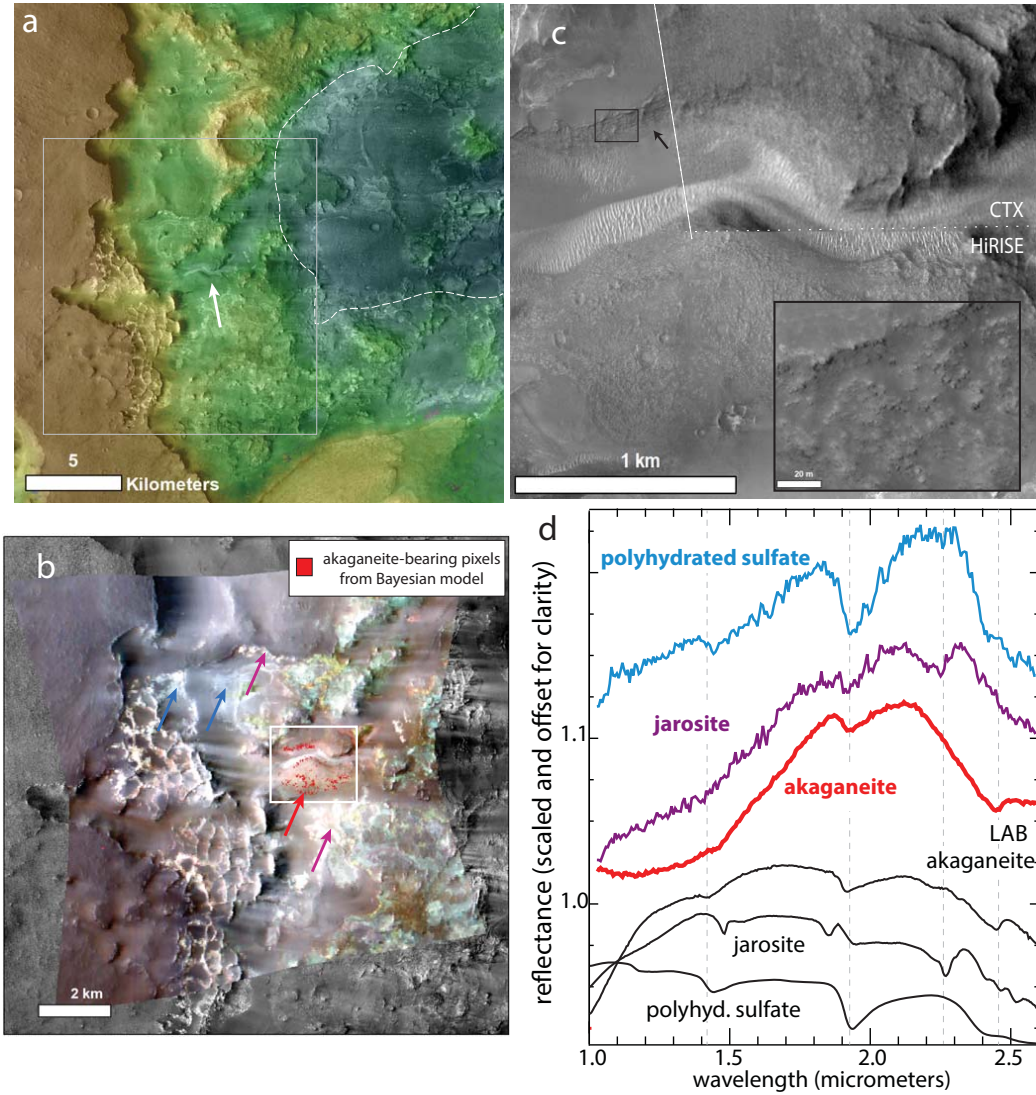 a
5
Kilometers
c
CTX
HiRISE
1 km
20 m
b
akaganeite-bearing pixels
from Bayesian model
2 km
d
reflectance (scaled and offset for clarity)
1.1
1.0
polyhydrated sulfate
jarosite
akaganeite
LAB
akaganeite
jarosite
polyhyd. sulfate
1.0 1.5 2.0 2.5
wavelength (micrometers)